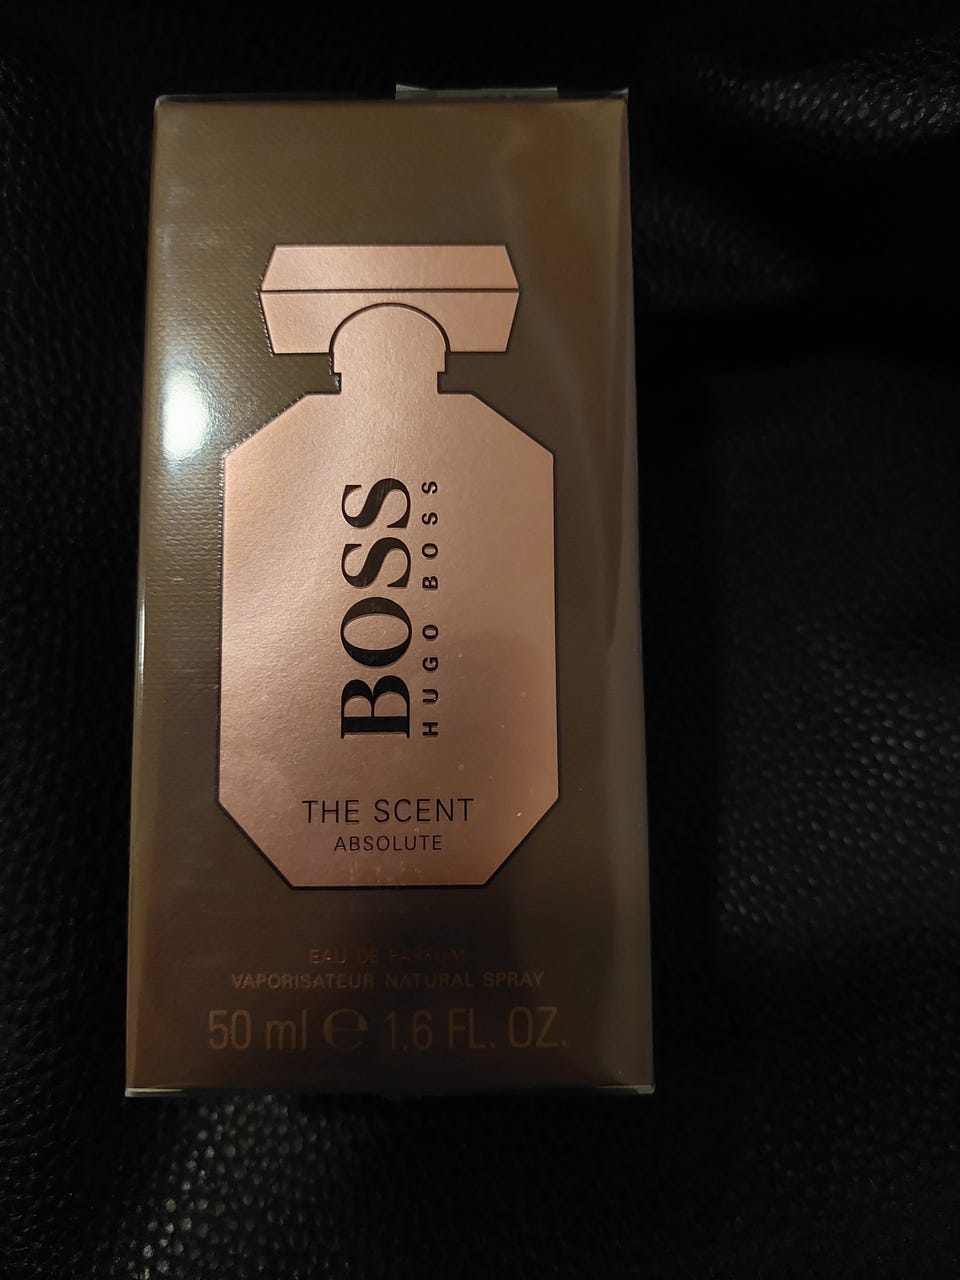 BOSS
HUGO BOSS
THE SCENT
ABSOLUTE
EAU DE PARFUM
VAPORISATEUR NATURAL SPRAY
50 ml ℮ 1.6 FL. OZ.